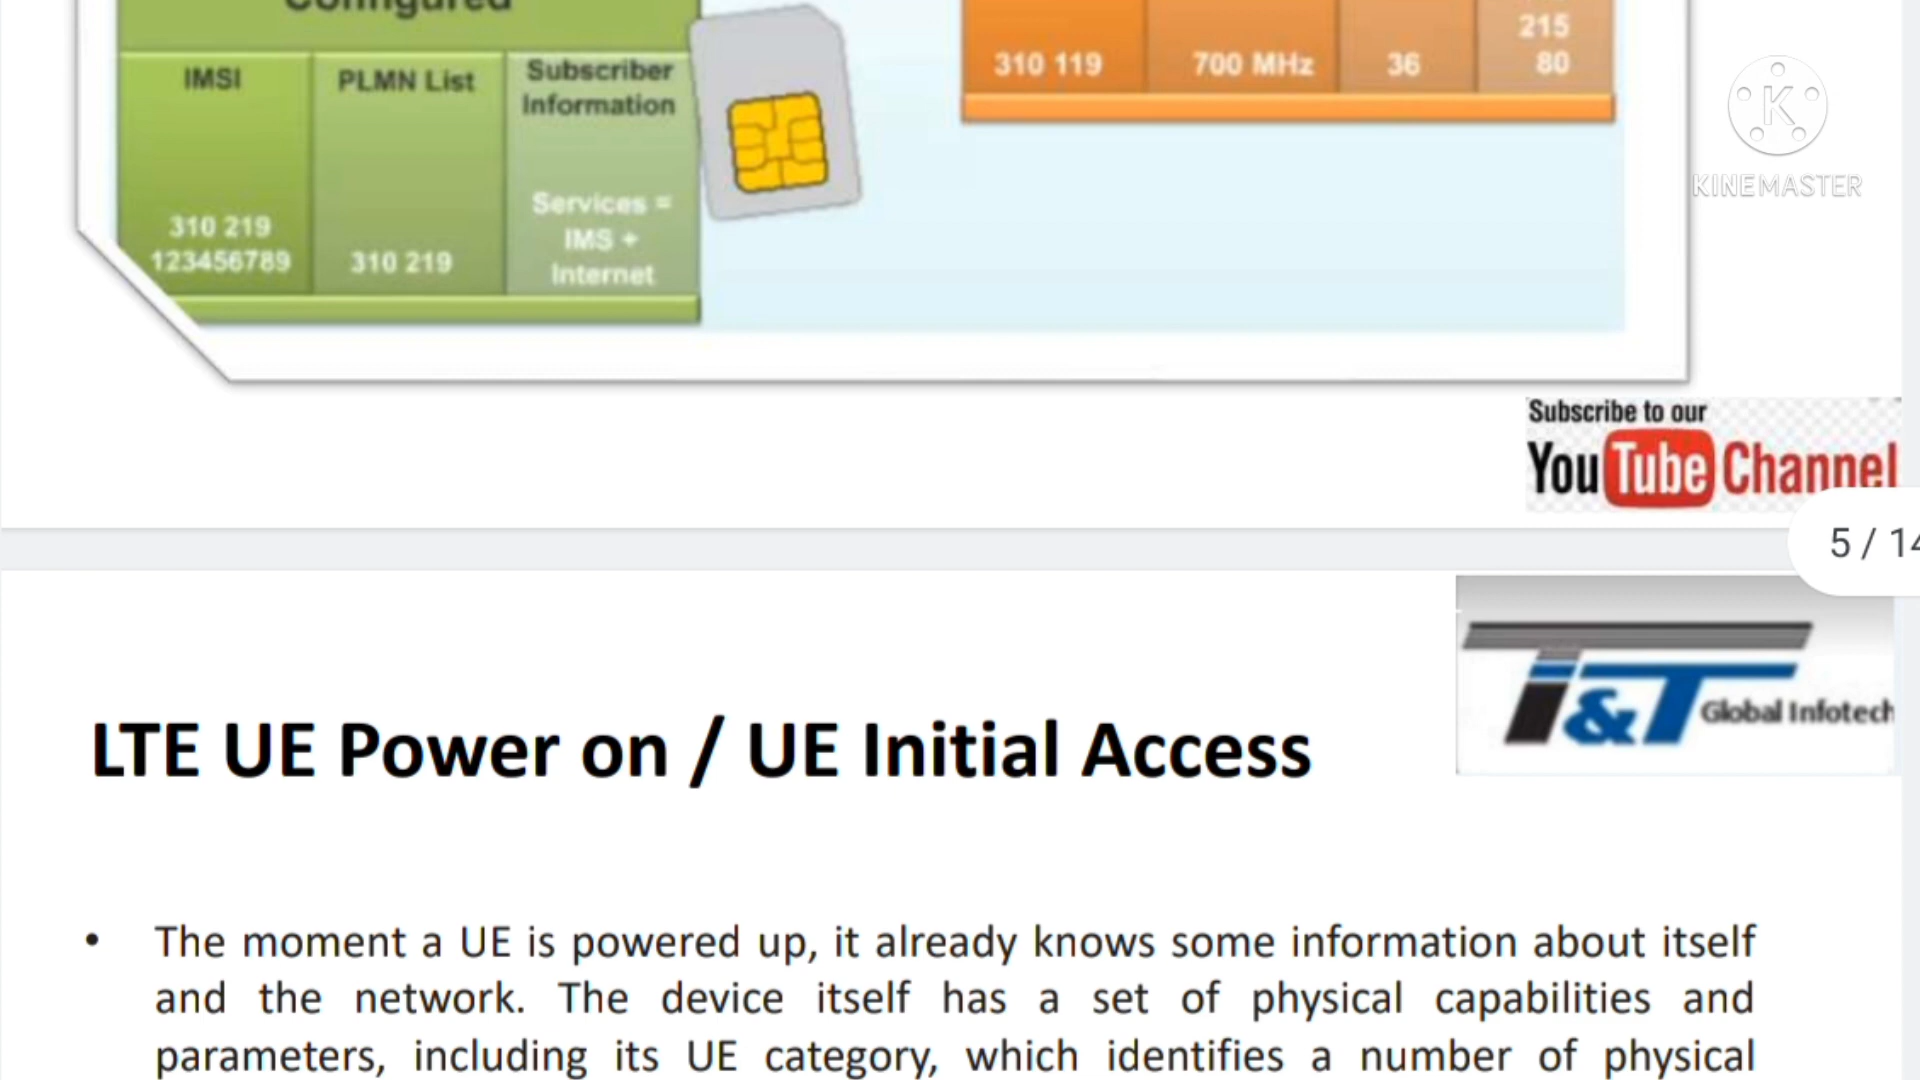 Configured
IMSI
PLMN List
Subscriber
Information
310 219
123456789
310 219
Services =
IMS +
Internet
310 119
700 MHz
36
215
80
KINEMASTER
Subscribe to our
YouTube Channel
5 / 14
I&T Global Infotech
LTE UE Power on / UE Initial Access
• The moment a UE is powered up, it already knows some information about itself
and the network. The device itself has a set of physical capabilities and
parameters, including its UE category, which identifies a number of physical